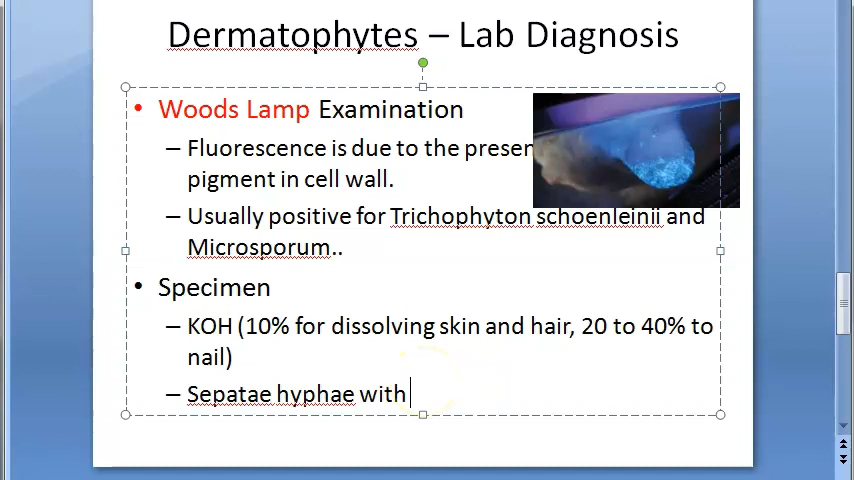 Dermatophytes – Lab Diagnosis
• Woods Lamp Examination
– Fluorescence is due to the presen
pigment in cell wall.
– Usually positive for Trichophyton schoenleinii and
Microsporum..
• Specimen
– KOH (10% for dissolving skin and hair, 20 to 40% to
nail)
– Sepatae hyphae with